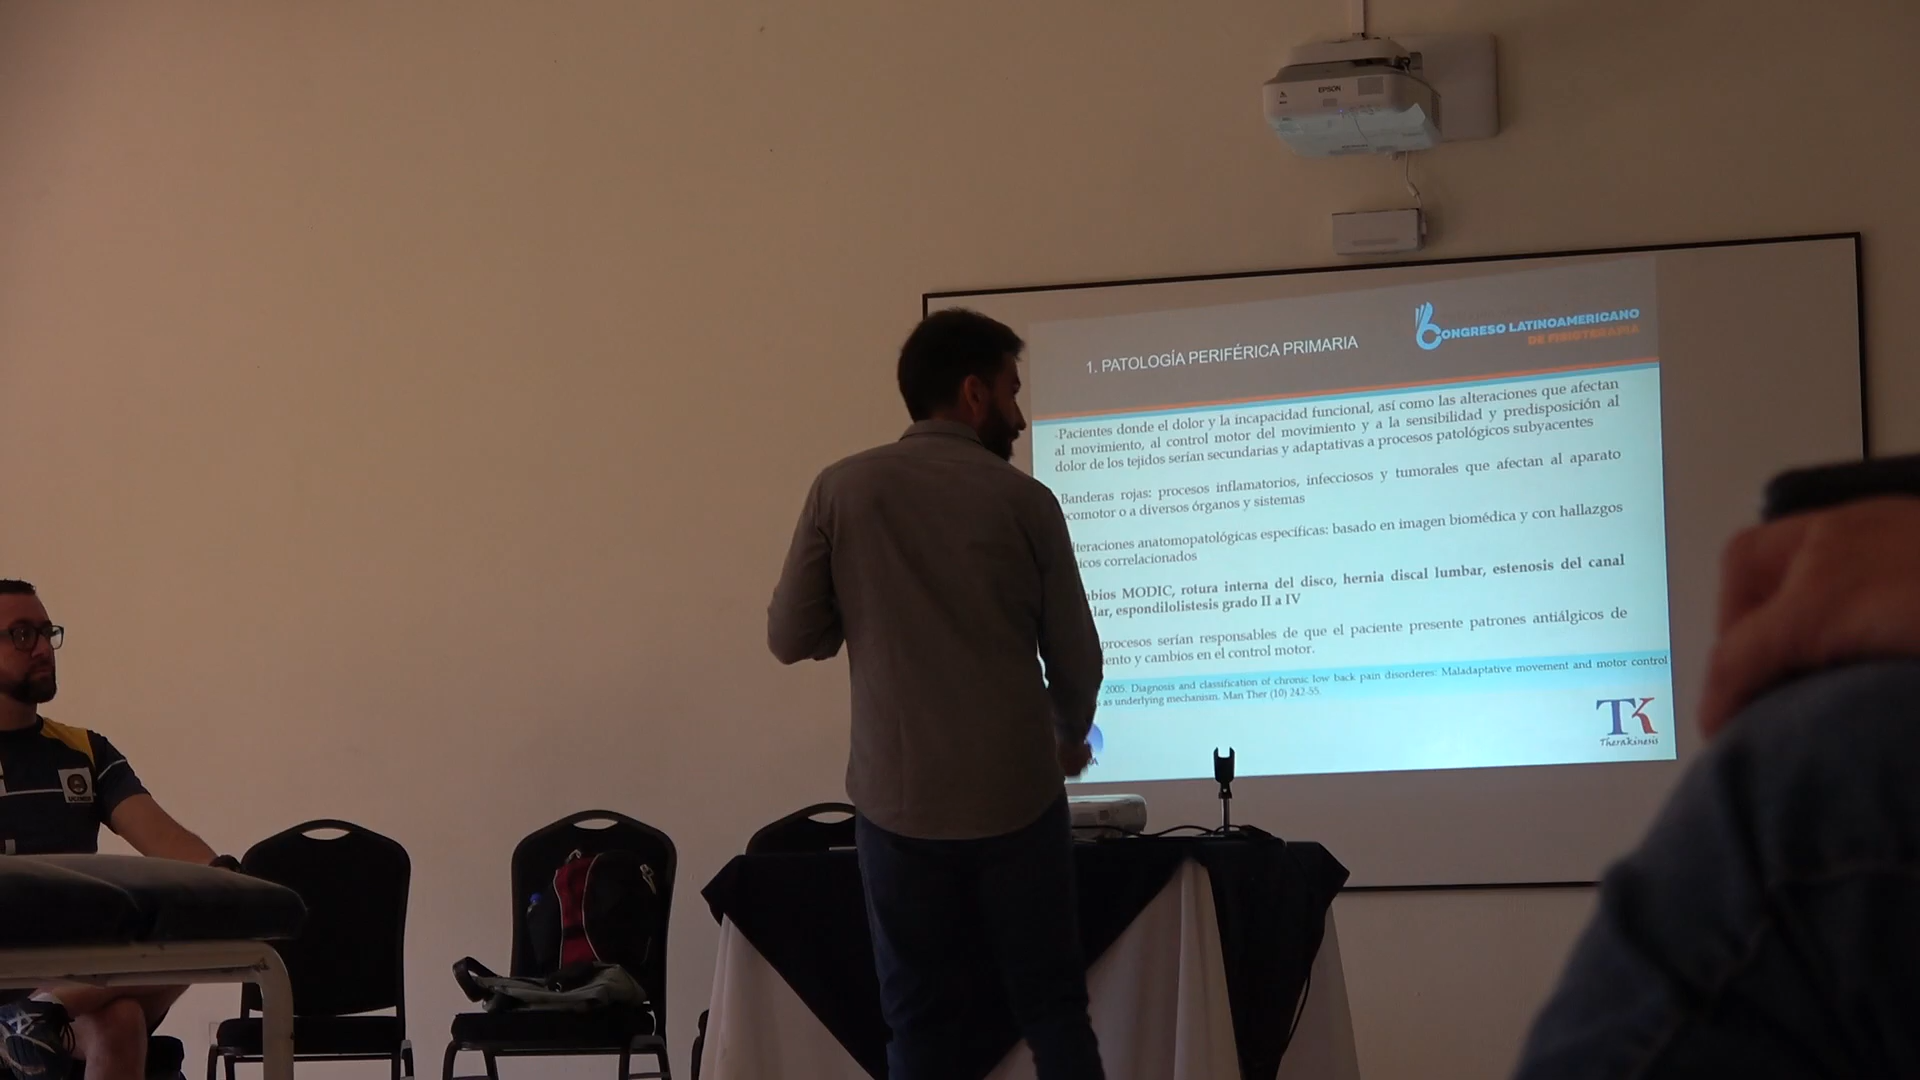 EPSON
CONGRESO LATINOAMERICANO
DE FISIOTERAPIA
1. PATOLOGÍA PERIFÉRICA PRIMARIA
-Pacientes donde el dolor y la incapacidad funcional, así como las alteraciones que afectan
al movimiento, al control motor del movimiento y a la sensibilidad y predisposición al
dolor de los tejidos serían secundarias y adaptativas a procesos patológicos subyacentes
Banderas rojas: procesos inflamatorios, infecciosos y tumorales que afectan al aparato
comotor o a diversos órganos y sistemas
lteraciones anatomopatológicas específicas: basado en imagen biomédica y con hallazgos
icos correlacionados
bios MODIC, rotura interna del disco, hernia discal lumbar, estenosis del canal
lar, espondilolistesis grado II a IV
procesos serían responsables de que el paciente presente patrones antiálgicos de
ento y cambios en el control motor.
2005. Diagnosis and classification of chronic low back pain disorderes: Maladaptative movement and motor control
as underlying mechanism. Man Ther (10) 242-55.
TK
Therakinesis